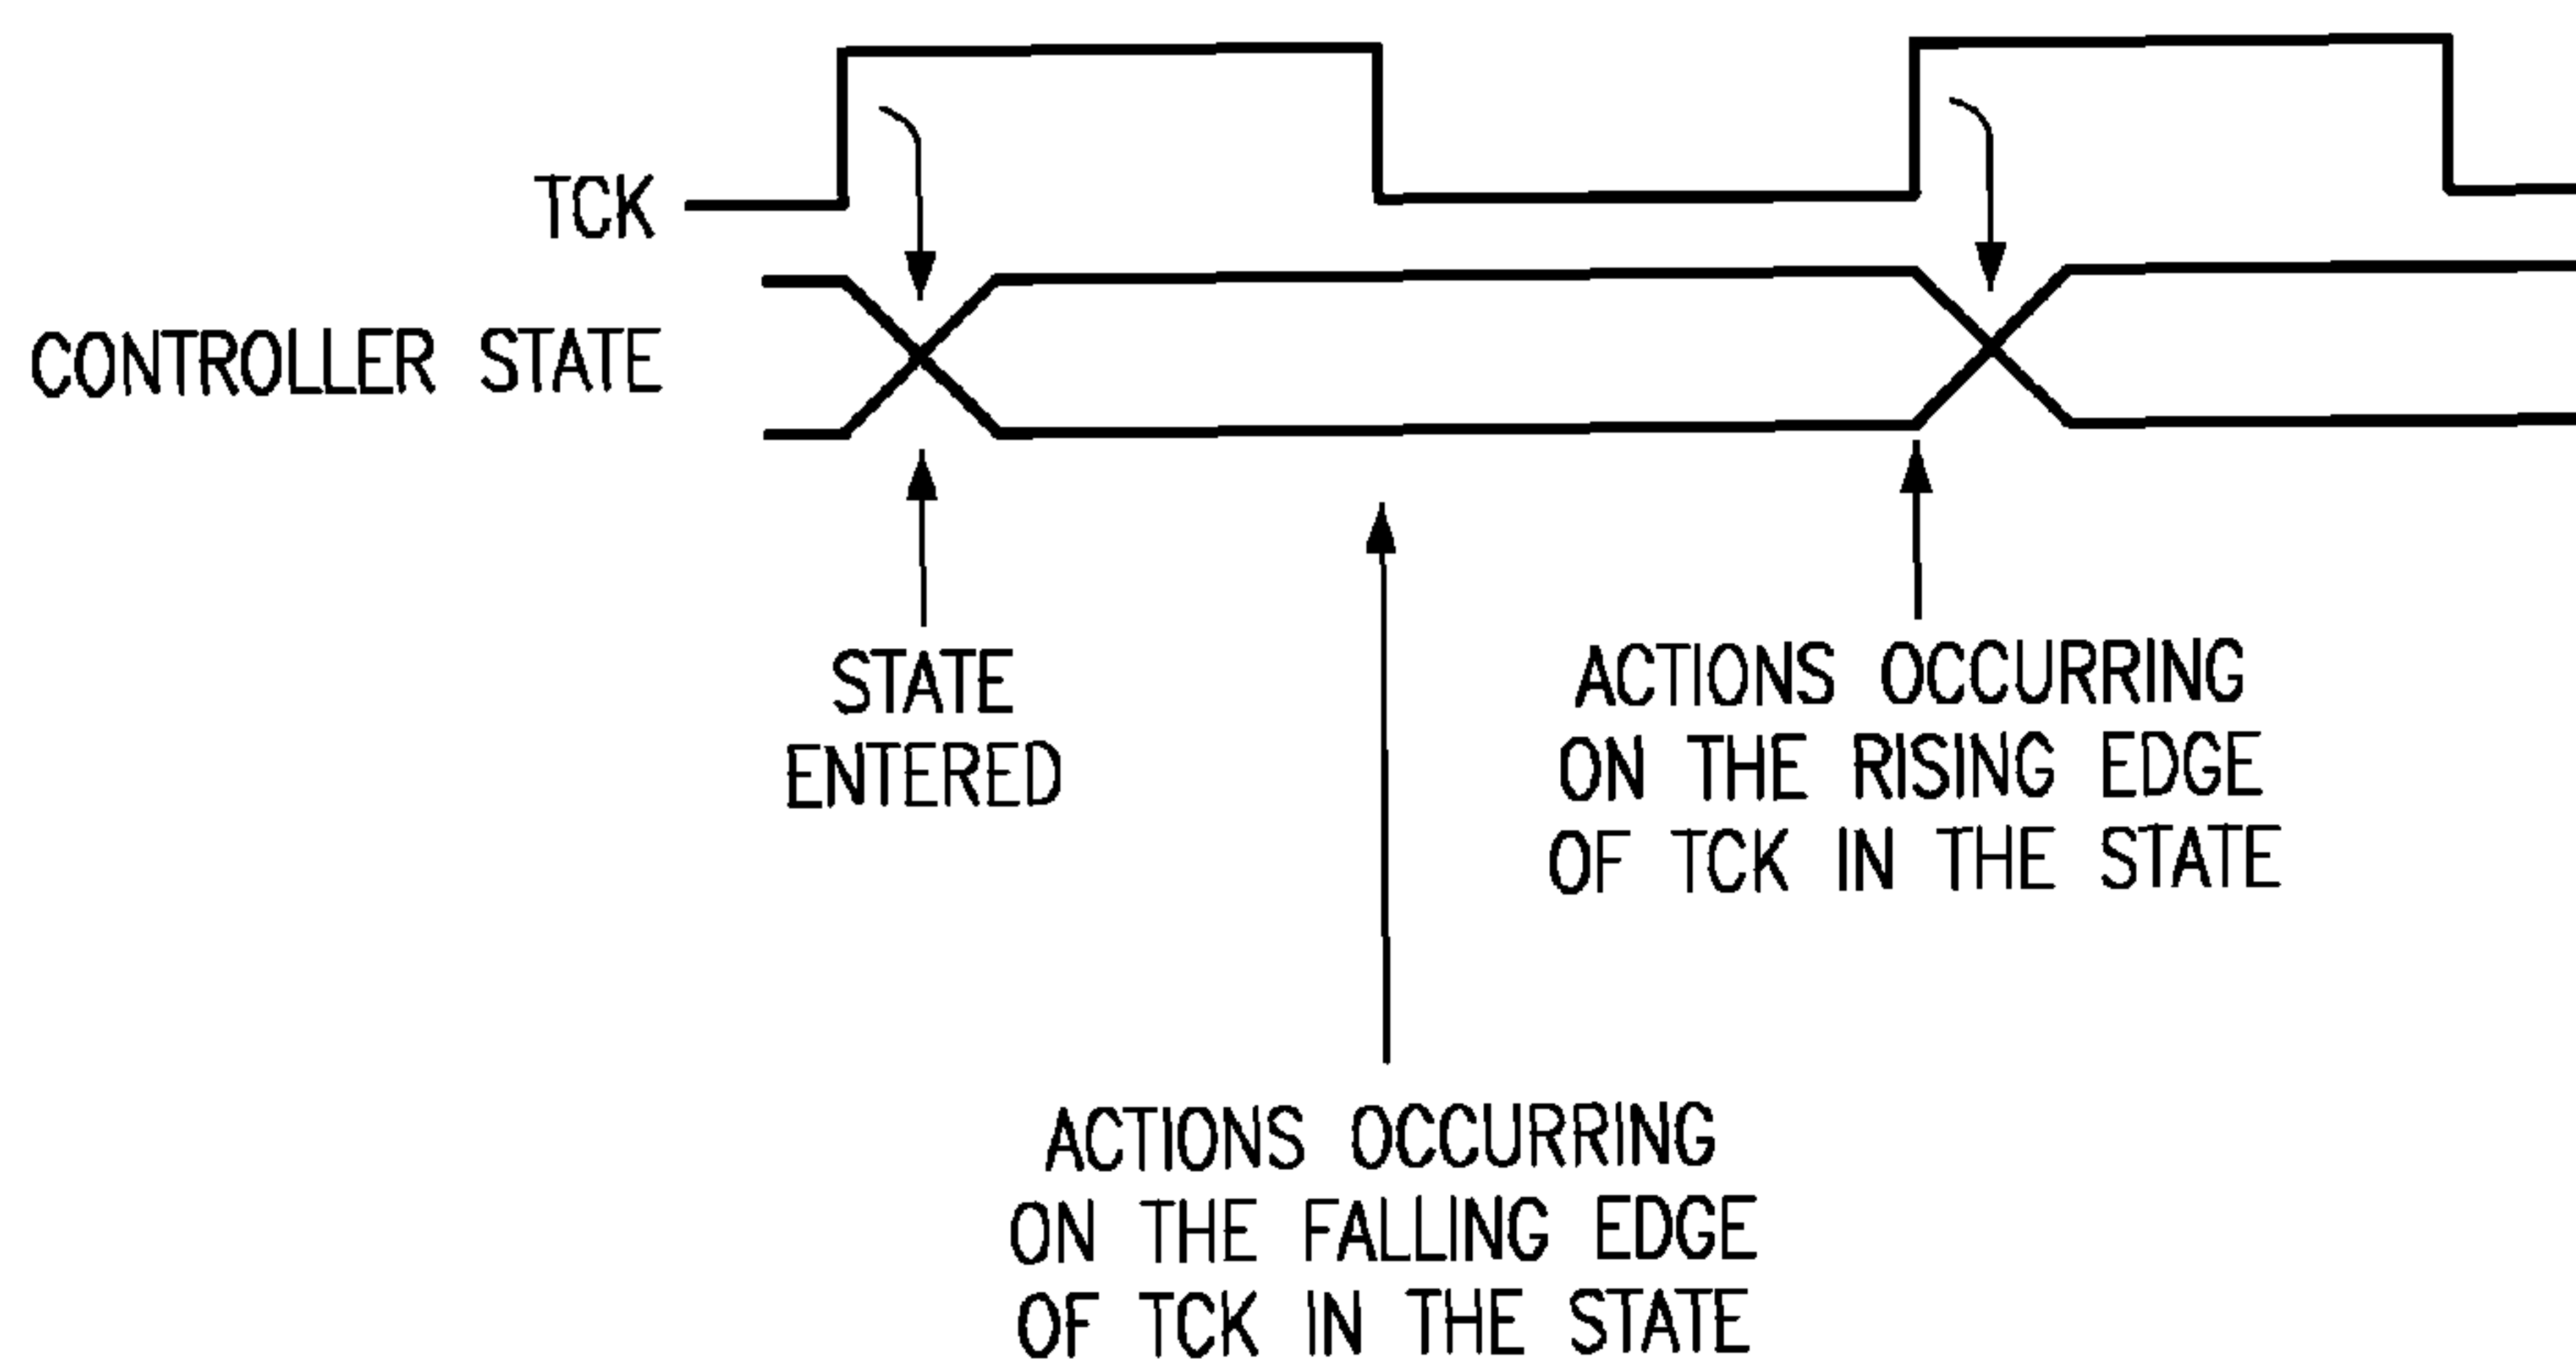 TCK
CONTROLLER STATE
STATE
ENTERED
ACTIONS OCCURRING
ON THE RISING EDGE
OF TCK IN THE STATE
ACTIONS OCCURRING
ON THE FALLING EDGE
OF TCK IN THE STATE